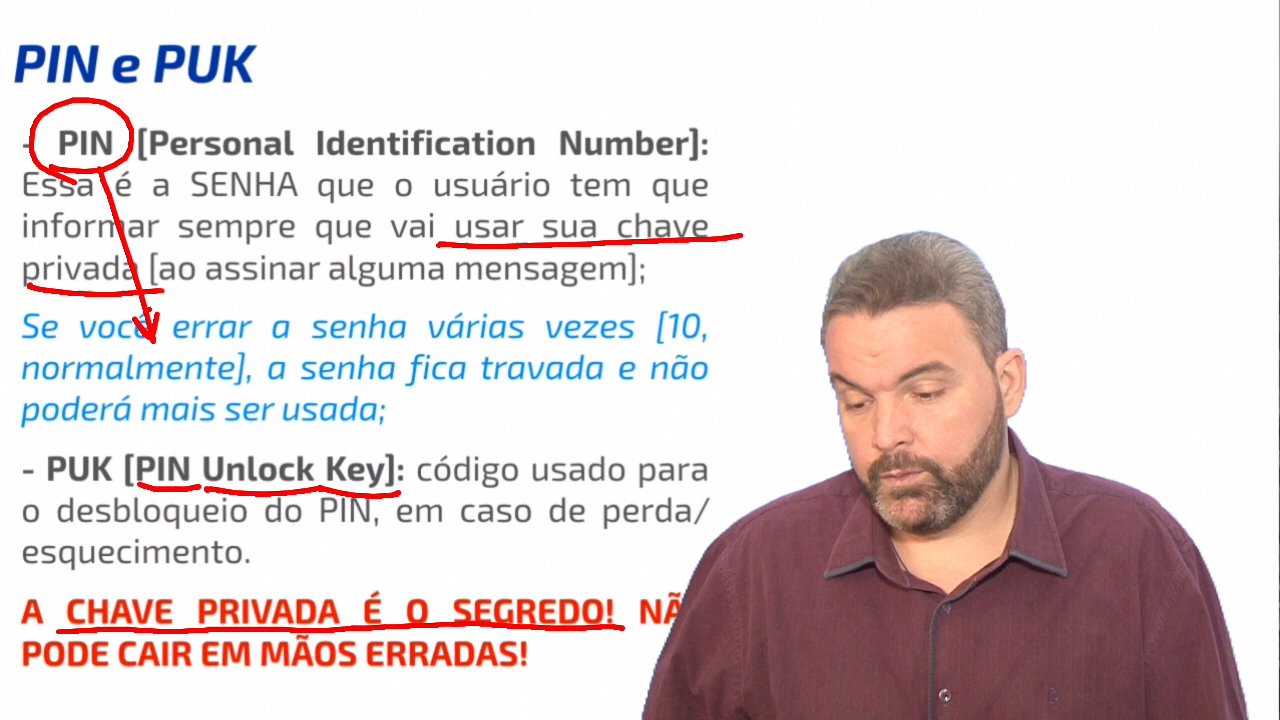 PIN e PUK
- PIN [Personal Identification Number]:
Essa é a SENHA que o usuário tem que
informar sempre que vai usar sua chave
privada [ao assinar alguma mensagem];
Se você errar a senha várias vezes [10,
normalmente], a senha fica travada e não
poderá mais ser usada;
- PUK [PIN Unlock Key]: código usado para
o desbloqueio do PIN, em caso de perda/
esquecimento.
A CHAVE PRIVADA É O SEGREDO!
PODE CAIR EM MÃOS ERRADAS!